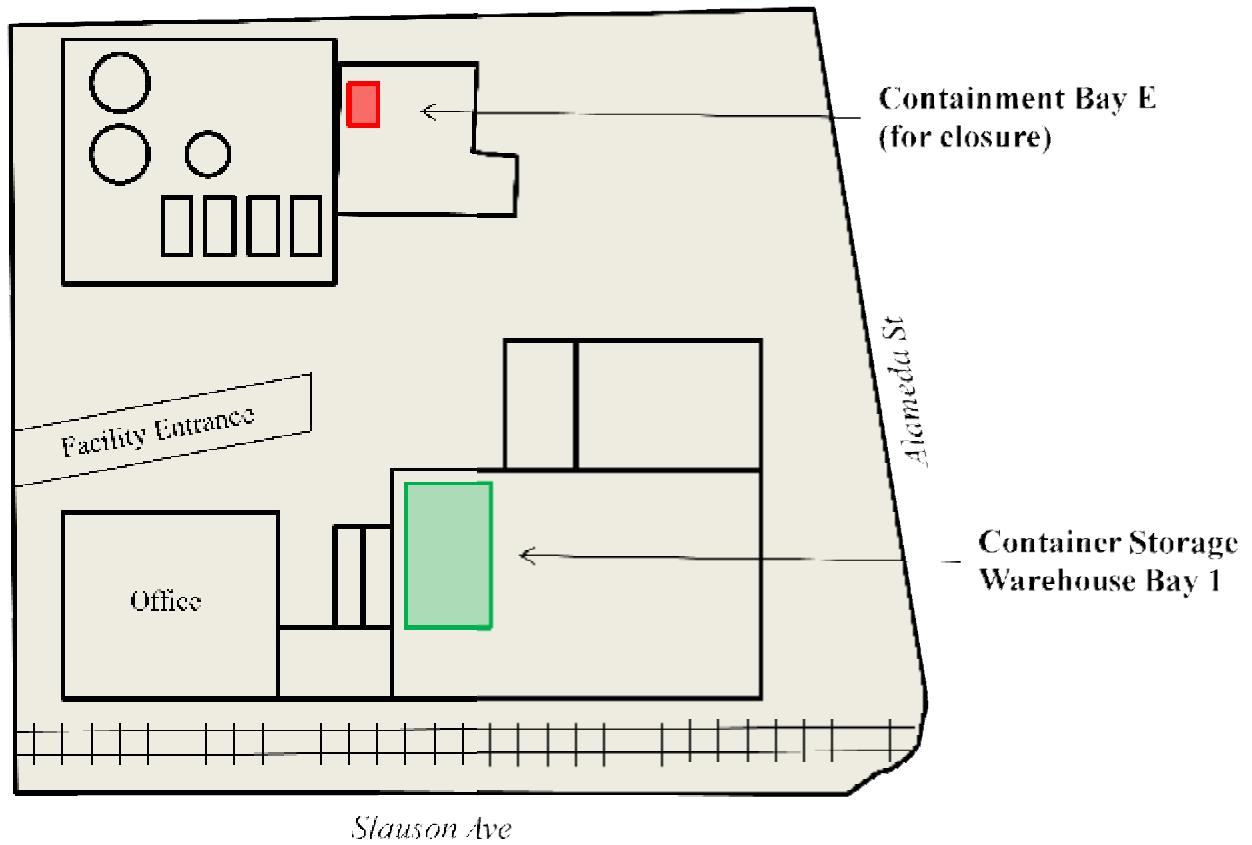 Containment Bay E
(for closure)
Alameda St
Facility Entrance
Container Storage
Warehouse Bay 1
Office
Slauson Ave